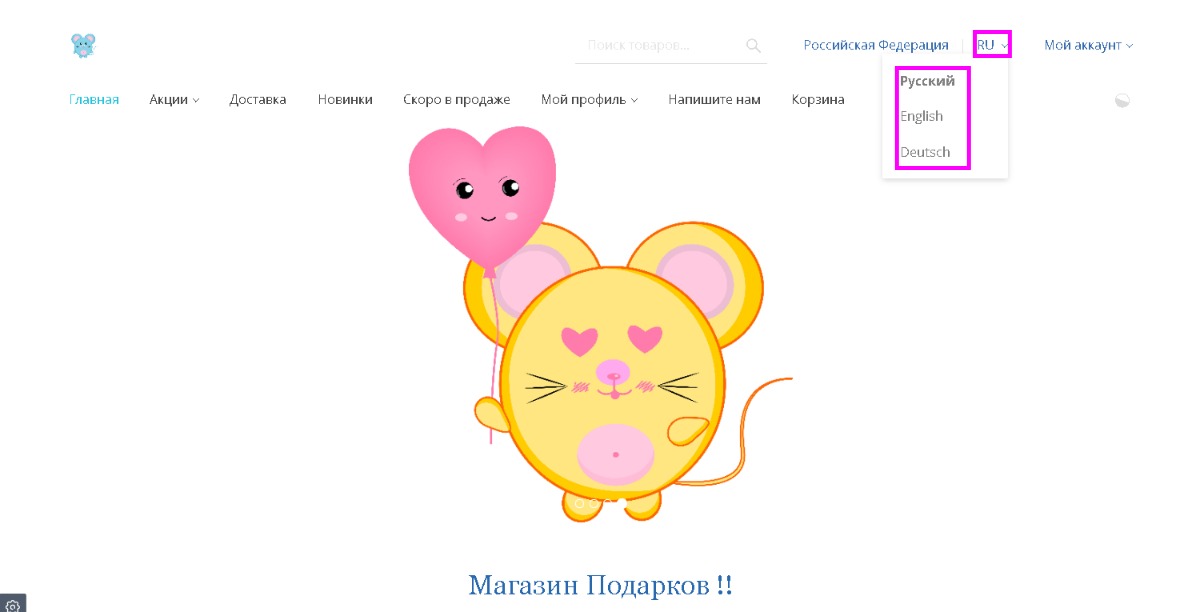 Поиск товаров...
Российская Федерация
RU
Мой аккаунт
Русский
English
Deutsch
Главная
Акции
Доставка
Новинки
Скоро в продаже
Мой профиль
Напишите нам
Корзина
Магазин Подарков !!